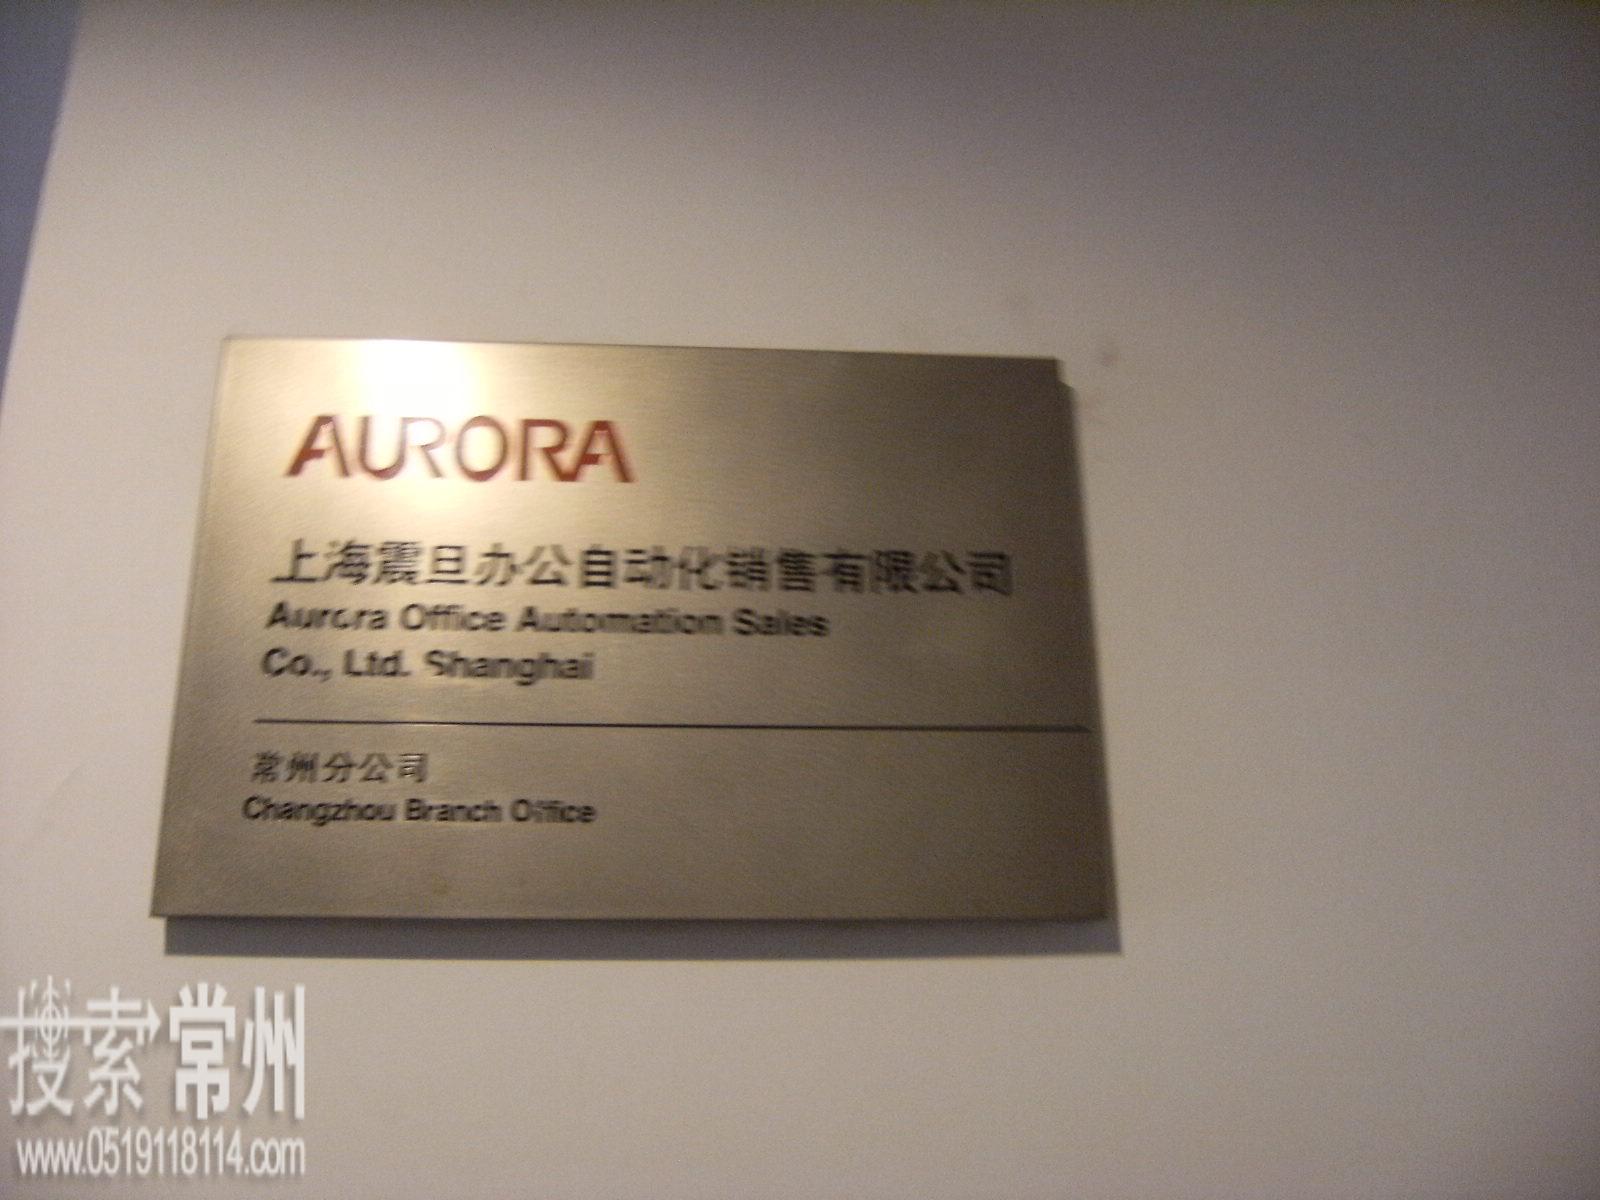 AURORA
上海震旦办公自动化销售有限公司
Aurora Office Automation Sales
Co., Ltd. Shanghai
常州分公司
Changzhou Branch Office
搜索常州
www.0519118114.com